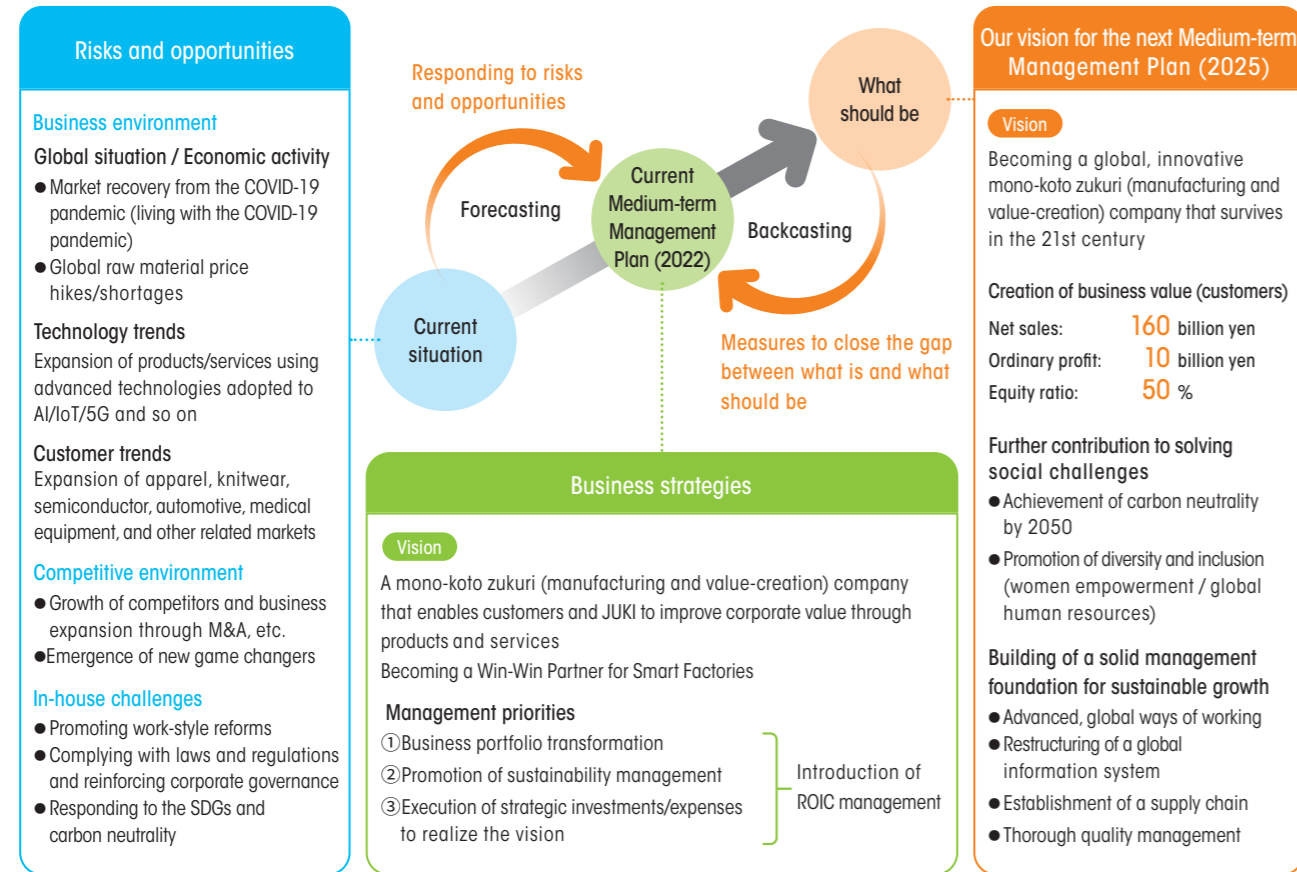 Risks and opportunities
Business environment
Global situation / Economic activity
● Market recovery from the COVID-19
pandemic (living with the COVID-19
pandemic)
● Global raw material price
hikes/shortages
Technology trends
Expansion of products/services using
advanced technologies adopted to
AI/IoT/5G and so on
Customer trends
Expansion of apparel, knitwear,
semiconductor, automotive, medical
equipment, and other related markets
Competitive environment
● Growth of competitors and business
expansion through M&A, etc.
●Emergence of new game changers
In-house challenges
● Promoting work-style reforms
● Complying with laws and regulations
and reinforcing corporate governance
● Responding to the SDGs and
carbon neutrality
Responding to risks
and opportunities
Forecasting
Current
situation
Current
Medium-term
Management
Plan (2022)
What
should be
Backcasting
Measures to close the gap
between what is and what
should be
Business strategies
Vision
A mono-koto zukuri (manufacturing and value-creation) company
that enables customers and JUKI to improve corporate value through
products and services
Becoming a Win-Win Partner for Smart Factories
Management priorities
①Business portfolio transformation
②Promotion of sustainability management
③Execution of strategic investments/expenses
to realize the vision
Introduction of
ROIC management
Our vision for the next Medium-term
Management Plan (2025)
Vision
Becoming a global, innovative
mono-koto zukuri (manufacturing and
value-creation) company that survives
in the 21st century
Creation of business value (customers)
Net sales: 160 billion yen
Ordinary profit: 10 billion yen
Equity ratio: 50 %
Further contribution to solving
social challenges
● Achievement of carbon neutrality
by 2050
● Promotion of diversity and inclusion
(women empowerment / global
human resources)
Building of a solid management
foundation for sustainable growth
● Advanced, global ways of working
● Restructuring of a global
information system
● Establishment of a supply chain
● Thorough quality management